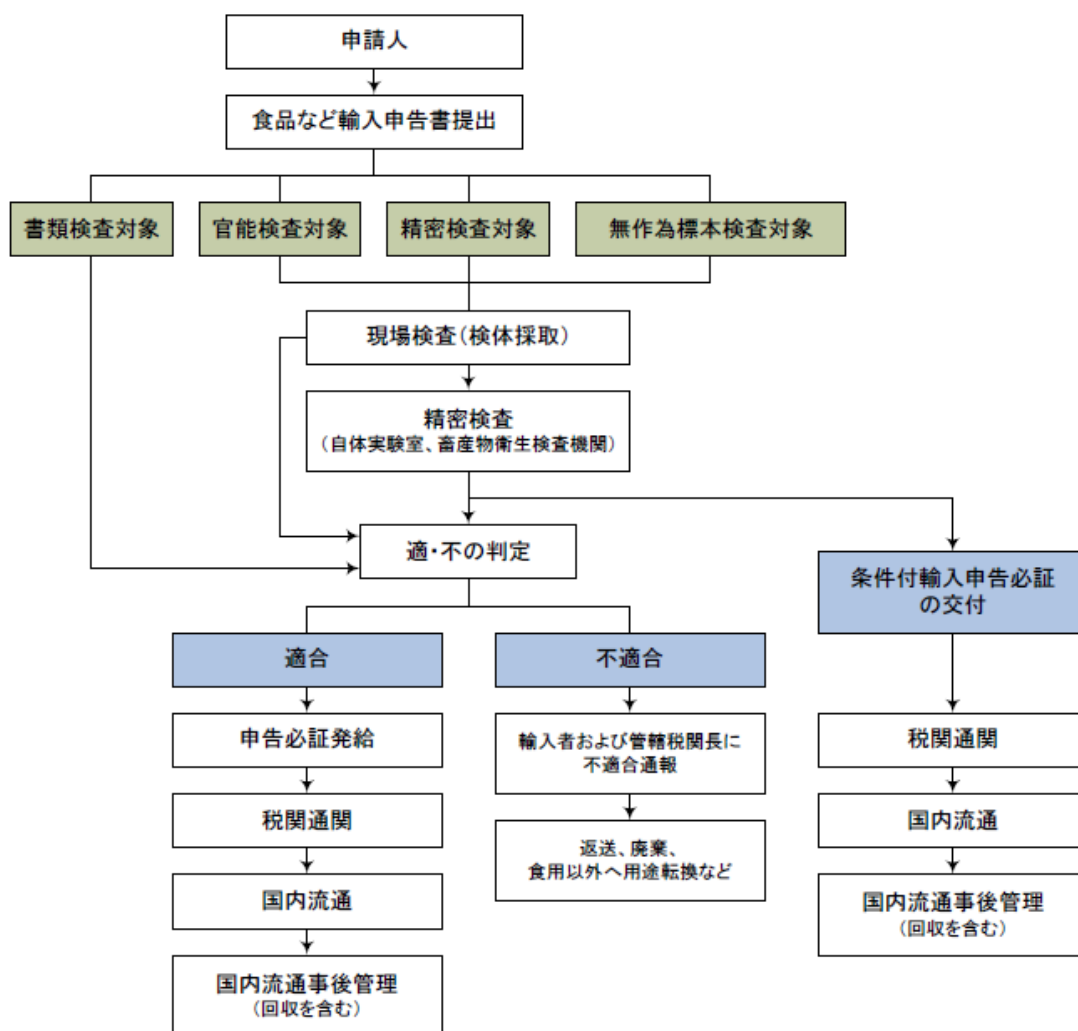 申請人
食品など輸入申告書提出
書類検査対象
官能検査対象
精密検査対象
無作為標本検査対象
現場検査(検体採取)
精密検査
(自体実験室、畜産物衛生検査機関)
適・不の判定
条件付輸入申告必証
の交付
適合
不適合
申告必証発給
輸入者および管轄税関長に
不適合通報
税関通関
税関通関
国内流通
返送、廃棄、
食用以外へ用途転換など
国内流通
国内流通事後管理
(回収を含む)
国内流通事後管理
(回収を含む)